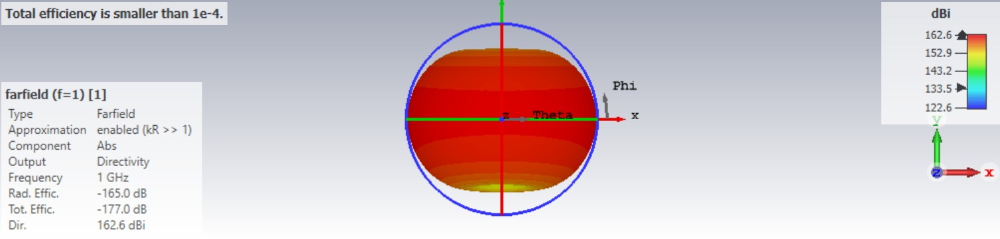 Total efficiency is smaller than 1e-4.
farfield (f=1) [1]
Type Farfield
Approximation enabled (kR >> 1)
Component Abs
Output Directivity
Frequency 1 GHz
Rad. Effic. -165.0 dB
Tot. Effic. -177.0 dB
Dir. 162.6 dBi
Phi
z Theta x
dBi
162.6
152.9
143.2
133.5
122.6
y
z x